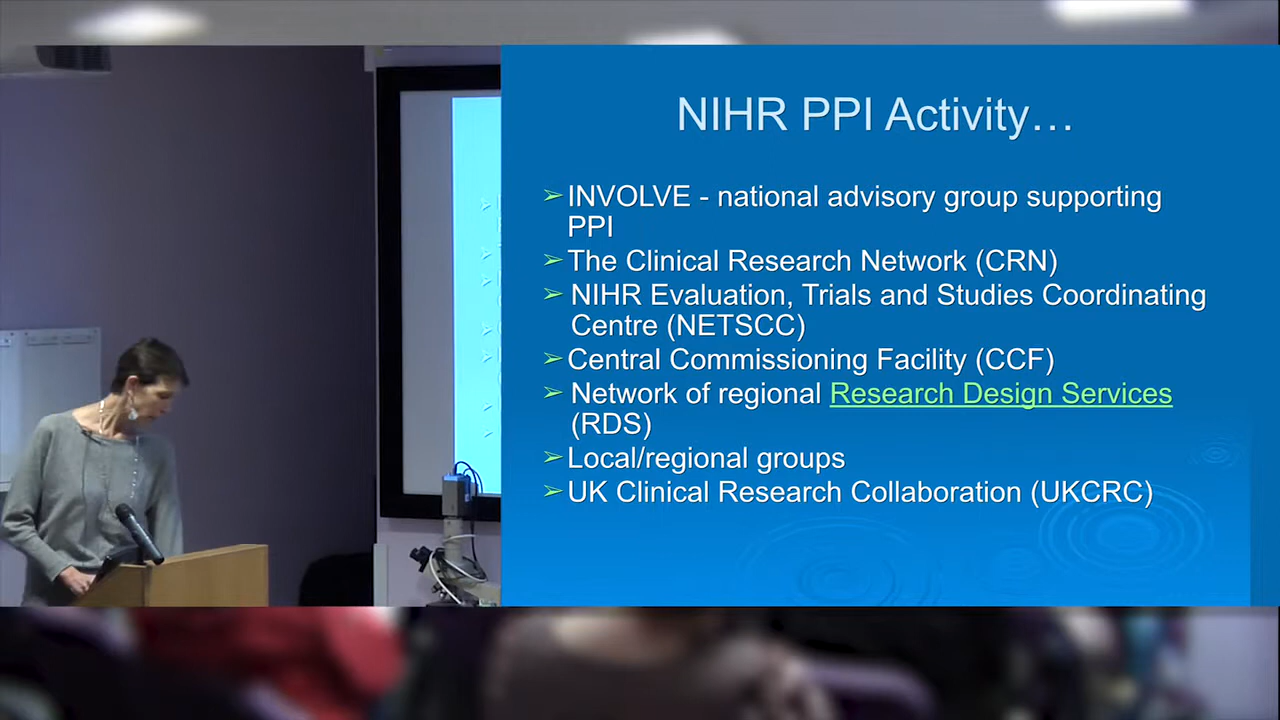 NIHR PPI Activity…
➢INVOLVE - national advisory group supporting
PPI
➢The Clinical Research Network (CRN)
➢ NIHR Evaluation, Trials and Studies Coordinating
Centre (NETSCC)
➢Central Commissioning Facility (CCF)
➢ Network of regional Research Design Services
(RDS)
➢Local/regional groups
➢UK Clinical Research Collaboration (UKCRC)